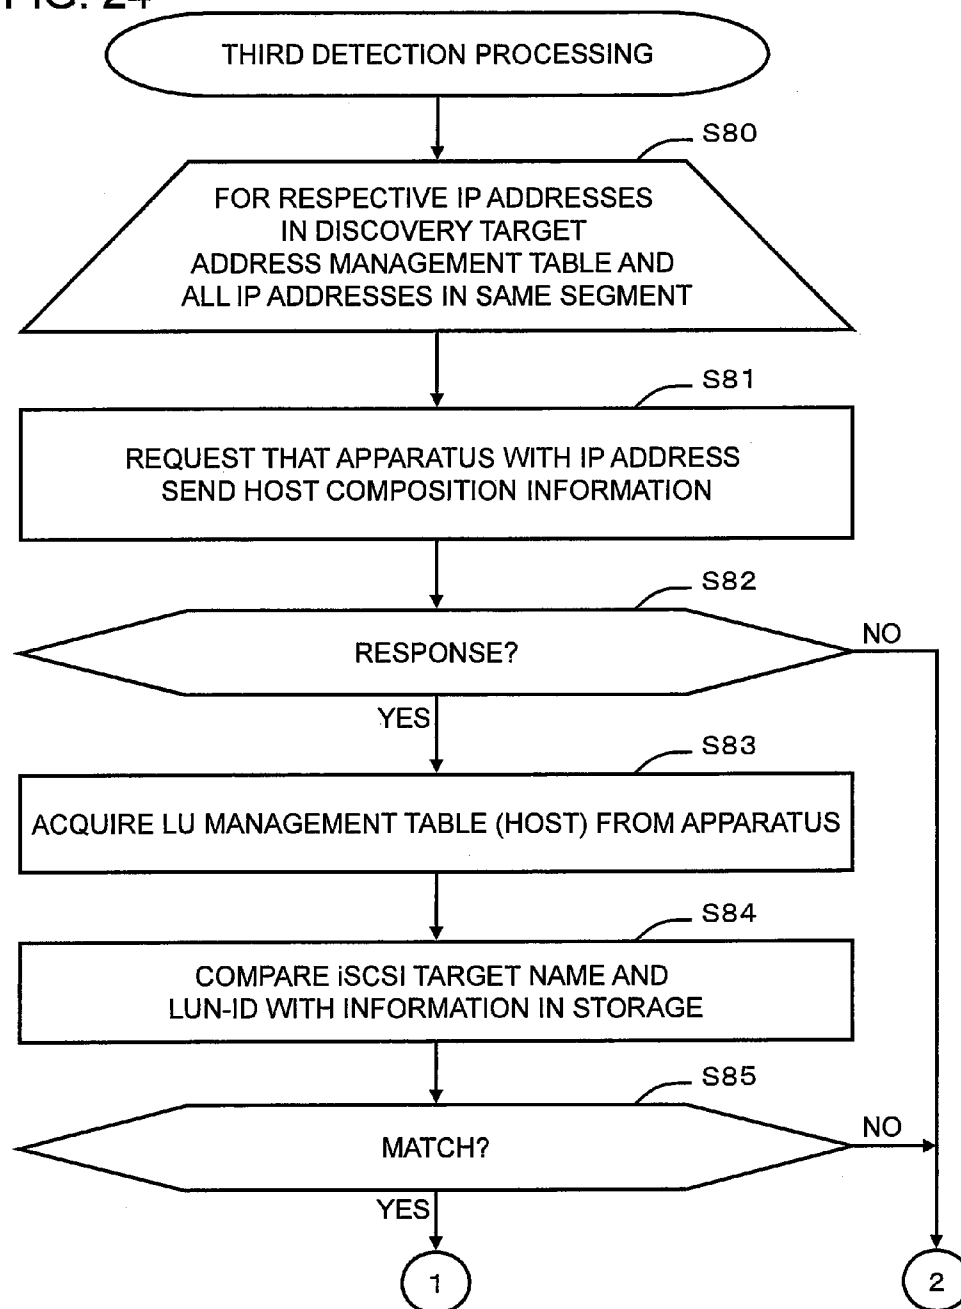 FIG. 24
THIRD DETECTION PROCESSING
S80
FOR RESPECTIVE IP ADDRESSES
IN DISCOVERY TARGET
ADDRESS MANAGEMENT TABLE AND
ALL IP ADDRESSES IN SAME SEGMENT
S81
REQUEST THAT APPARATUS WITH IP ADDRESS
SEND HOST COMPOSITION INFORMATION
S82
RESPONSE?
NO
YES
S83
ACQUIRE LU MANAGEMENT TABLE (HOST) FROM APPARATUS
S84
COMPARE iSCSI TARGET NAME AND
LUN-ID WITH INFORMATION IN STORAGE
S85
MATCH?
NO
YES
1
2